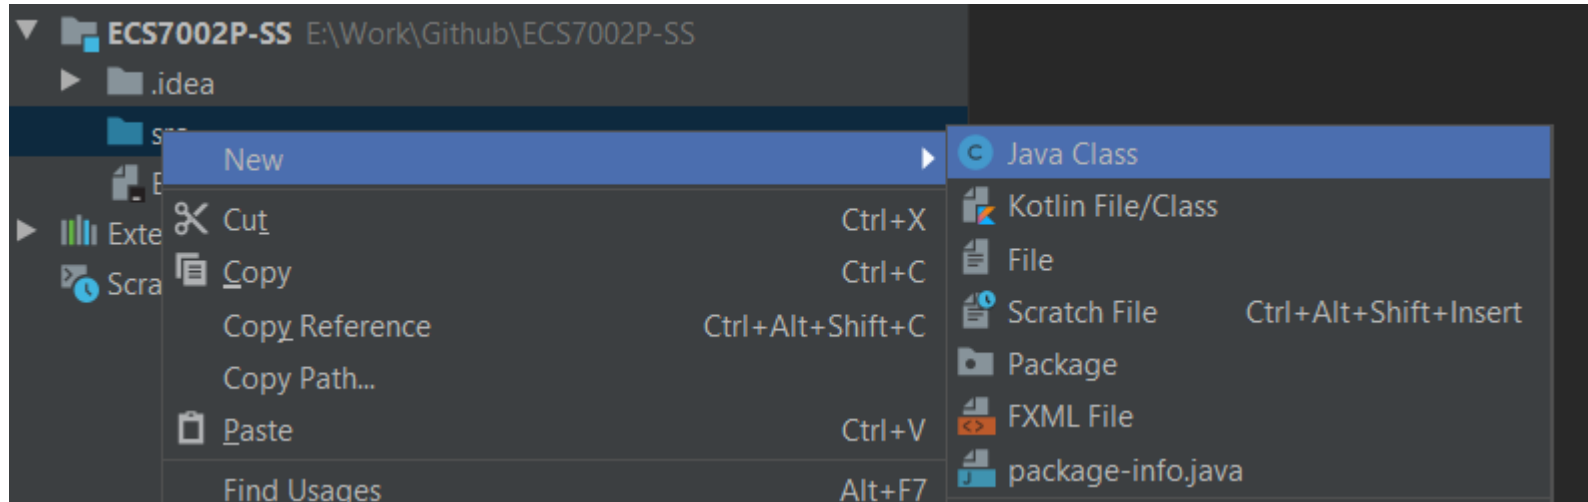 ECS7002P-SS E:\Work\Github\ECS7002P-SS
.idea
New
Cut Ctrl+X
Copy Ctrl+C
Copy Reference Ctrl+Alt+Shift+C
Copy Path...
Paste Ctrl+V
Find Usages Alt+F7
Exte
Scra
Java Class
Kotlin File/Class
File
Scratch File Ctrl+Alt+Shift+Insert
Package
FXML File
package-info.java